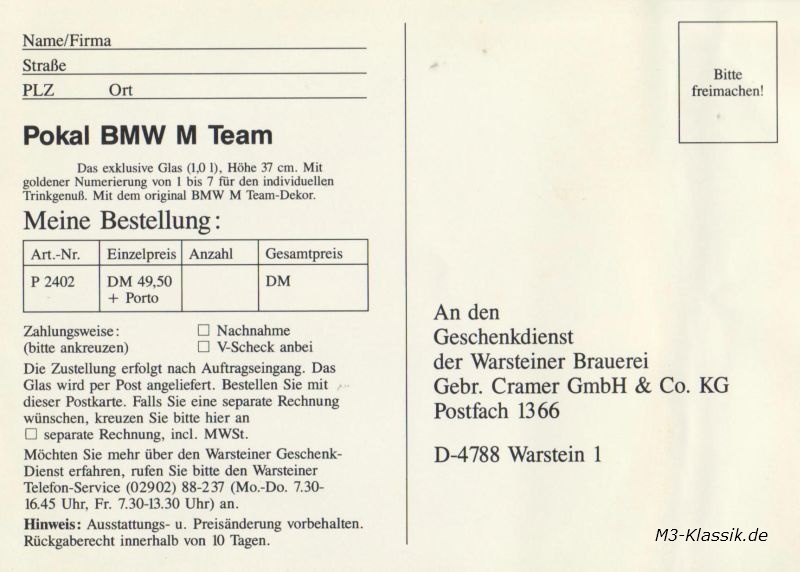 Name/Firma
Straße
PLZ Ort
Pokal BMW M Team
Das exklusive Glas (1,0 l), Höhe 37 cm. Mit
goldener Numerierung von 1 bis 7 für den individuellen
Trinkgenuß. Mit dem original BMW M Team-Dekor.
Meine Bestellung:
Art.-Nr. Einzelpreis Anzahl Gesamtpreis
P 2402 DM 49,50 DM
+ Porto
Zahlungsweise: ☐ Nachnahme
(bitte ankreuzen) ☐ V-Scheck anbei
Die Zustellung erfolgt nach Auftragseingang. Das
Glas wird per Post angeliefert. Bestellen Sie mit
dieser Postkarte. Falls Sie eine separate Rechnung
wünschen, kreuzen Sie bitte hier an
☐ separate Rechnung, incl. MWSt.
Möchten Sie mehr über den Warsteiner Geschenk-
Dienst erfahren, rufen Sie bitte den Warsteiner
Telefon-Service (02902) 88-237 (Mo.-Do. 7.30-
16.45 Uhr, Fr. 7.30-13.30 Uhr) an.
Hinweis: Ausstattungs- u. Preisänderung vorbehalten.
Rückgaberecht innerhalb von 10 Tagen.
Bitte
freimachen!
An den
Geschenkdienst
der Warsteiner Brauerei
Gebr. Cramer GmbH & Co. KG
Postfach 1366
D-4788 Warstein 1
M3-Klassik.de